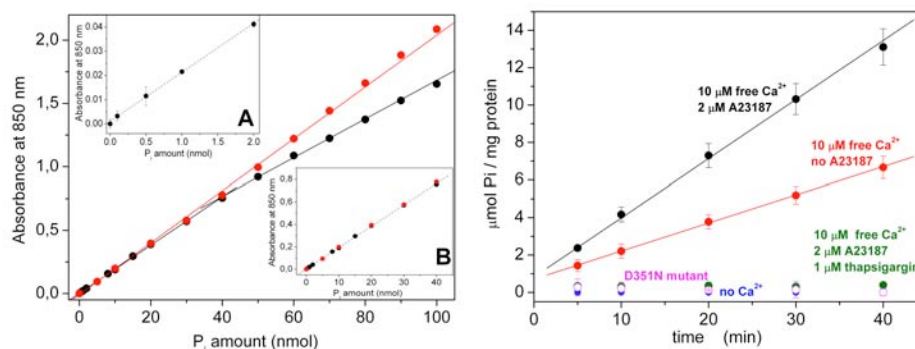 Absorbance at 850 nm
2,0
1,5
1,0
0,5
0,0
0
20
40
60
80
100
P_i amount (nmol)
Absorbance at 850 nm
0.04
0.03
0.02
0.01
0.0
0.0
0.5
1.0
1.5
2.0
P_i amount (nmol)
A
Absorbance at 850 nm
0,8
0,6
0,4
0,2
0,0
0
10
20
30
40
P_i amount (nmol)
B
μmol Pi / mg protein
14
12
10
8
6
4
2
0
0
10
20
30
40
time (min)
10 μM free Ca²⁺
2 μM A23187
10 μM free Ca²⁺
no A23187
10 μM free Ca²⁺
2 μM A23187
1 μM thapsigargin
D351N mutant
no Ca²⁺